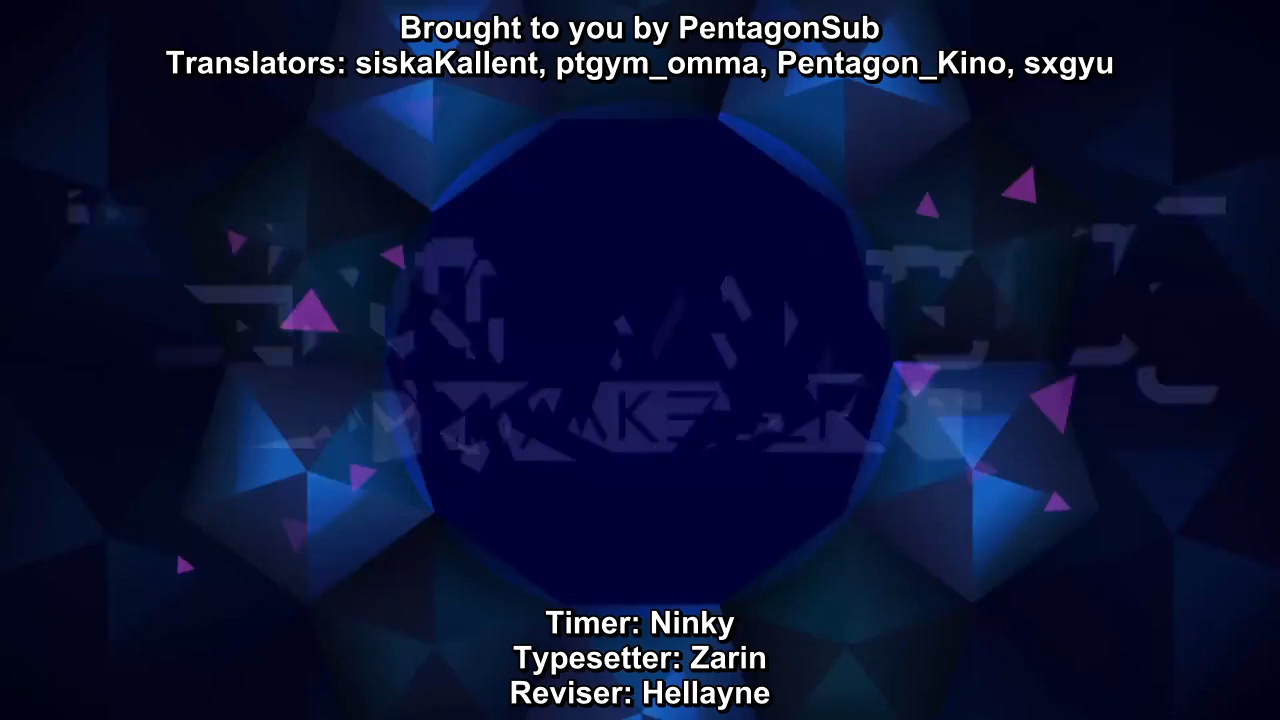 Brought to you by PentagonSub
Translators: siskaKallent, ptgym_omma, Pentagon_Kino, sxgyu
Timer: Ninky
Typesetter: Zarin
Reviser: Hellayne